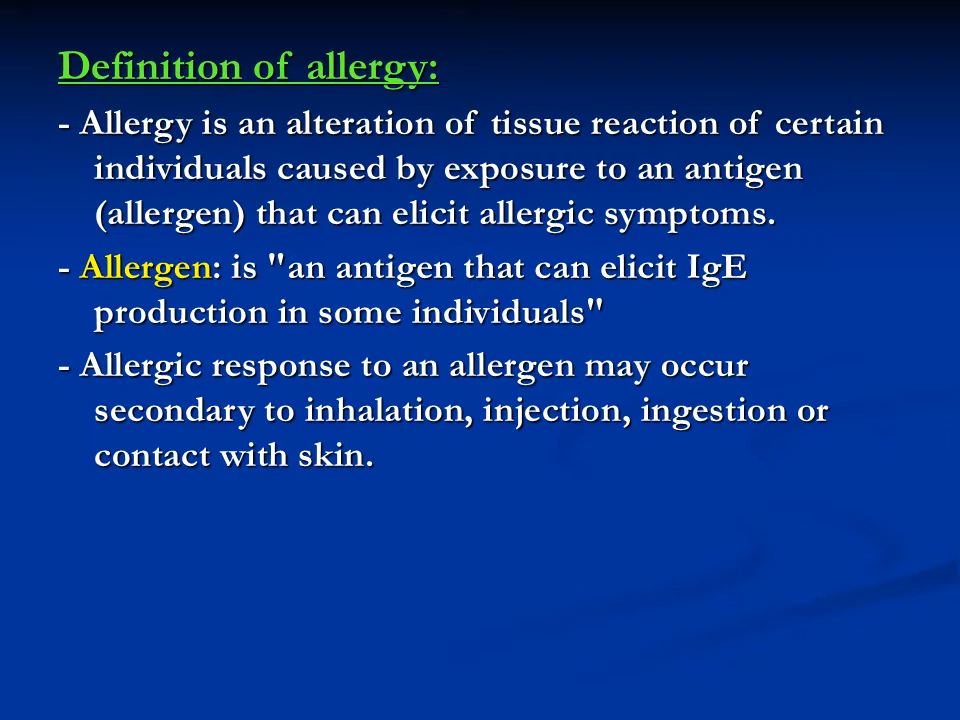 Definition of allergy:
- Allergy is an alteration of tissue reaction of certain
individuals caused by exposure to an antigen
(allergen) that can elicit allergic symptoms.
- Allergen: is "an antigen that can elicit IgE
production in some individuals"
- Allergic response to an allergen may occur
secondary to inhalation, injection, ingestion or
contact with skin.